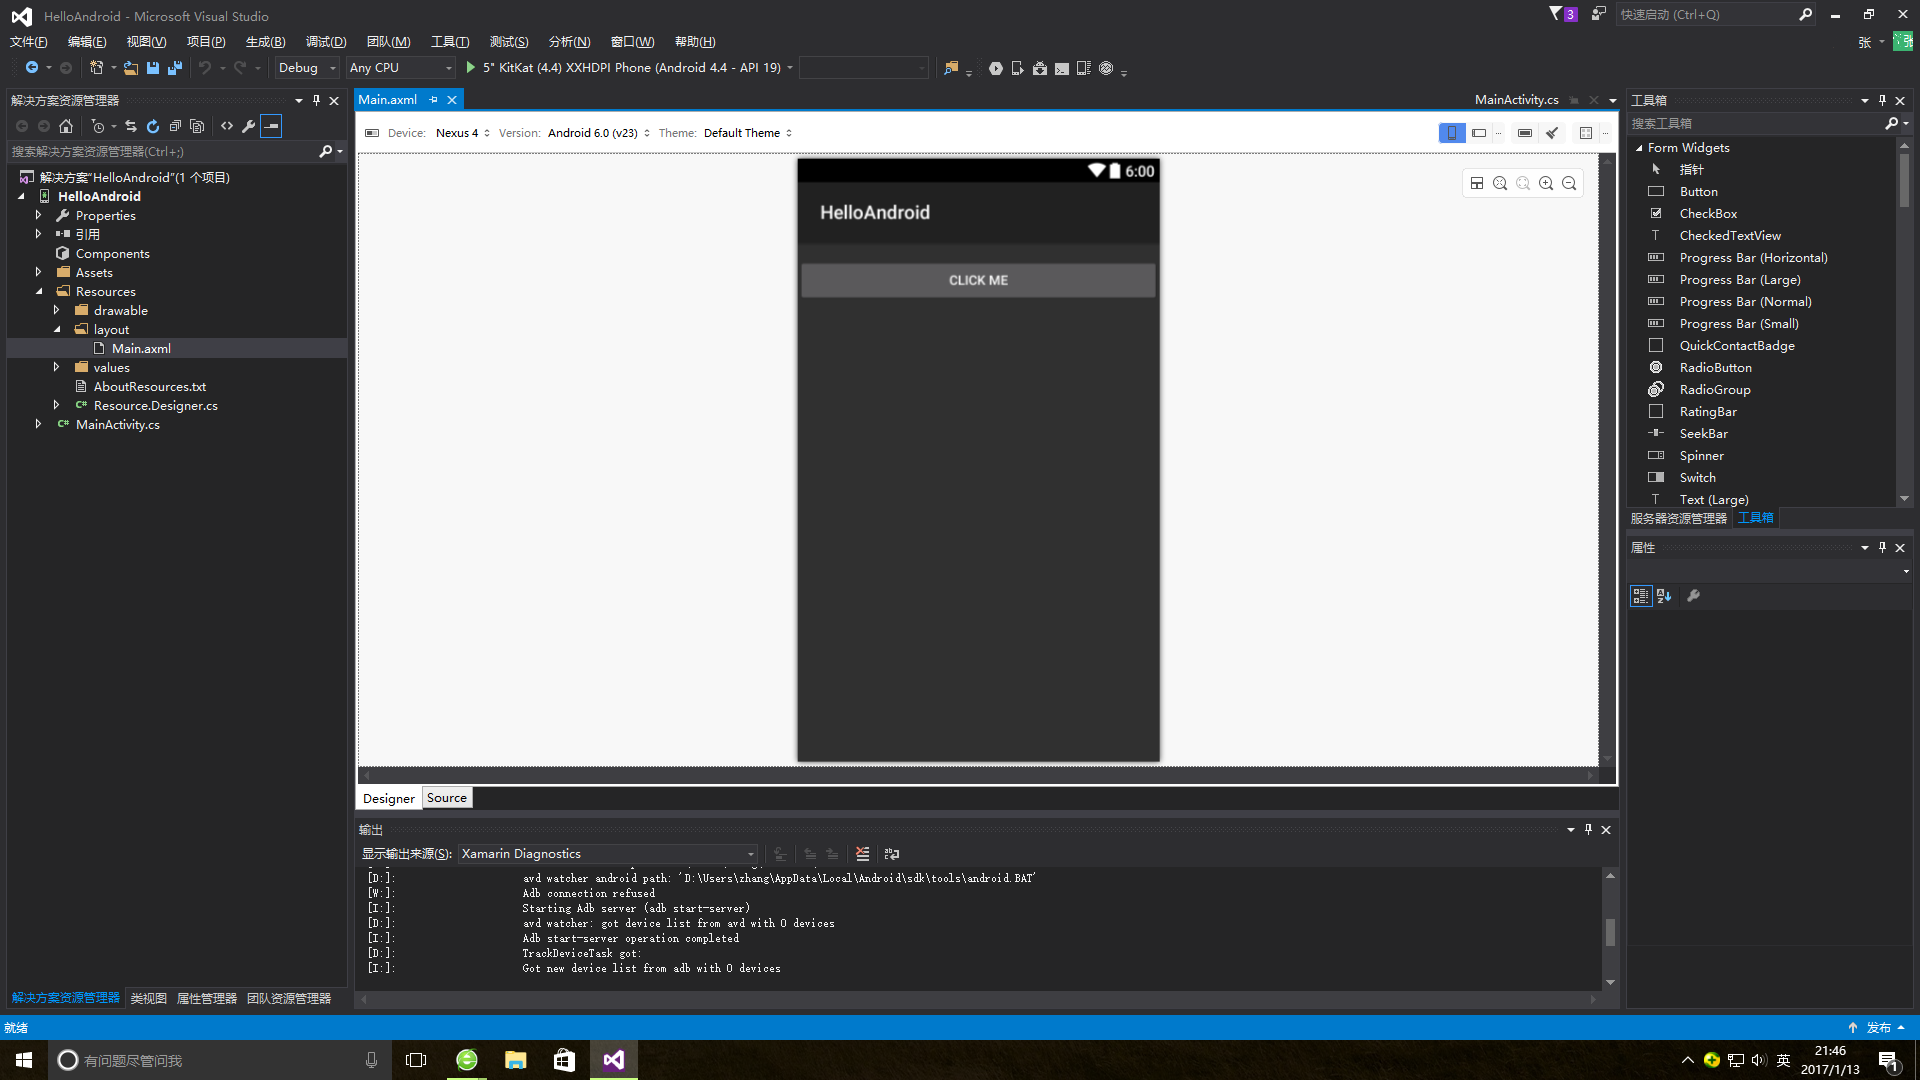 HelloAndroid - Microsoft Visual Studio
3
快速启动 (Ctrl+Q)
文件(F) 编辑(E) 视图(V) 项目(P) 生成(B) 调试(D) 团队(M) 工具(T) 测试(S) 分析(N) 窗口(W) 帮助(H)
张
Debug Any CPU 5" KitKat (4.4) XXHDPI Phone (Android 4.4 - API 19)
解决方案资源管理器
搜索解决方案资源管理器(Ctrl+;)
解决方案"HelloAndroid"(1 个项目)
HelloAndroid
Properties
引用
Components
Assets
Resources
drawable
layout
Main.axml
values
AboutResources.txt
Resource.Designer.cs
MainActivity.cs
解决方案资源管理器 类视图 属性管理器 团队资源管理器
Main.axml
MainActivity.cs
Device: Nexus 4 Version: Android 6.0 (v23) Theme: Default Theme
6:00
HelloAndroid
CLICK ME
Designer Source
输出
显示输出来源(S): Xamarin Diagnostics
[D:]: avd watcher android path: 'D:\Users\zhang\AppData\Local\Android\sdk\tools\android.BAT'
[W:]: Adb connection refused
[I:]: Starting Adb server (adb start-server)
[D:]: avd watcher: got device list from avd with 0 devices
[I:]: Adb start-server operation completed
[D:]: TrackDeviceTask got:
[I:]: Got new device list from adb with 0 devices
工具箱
搜索工具箱
Form Widgets
指针
Button
CheckBox
CheckedTextView
Progress Bar (Horizontal)
Progress Bar (Large)
Progress Bar (Normal)
Progress Bar (Small)
QuickContactBadge
RadioButton
RadioGroup
RatingBar
SeekBar
Spinner
Switch
Text (Large)
服务器资源管理器 工具箱
属性
就绪
发布
有问题尽管问我
英
21:46
2017/1/13
1